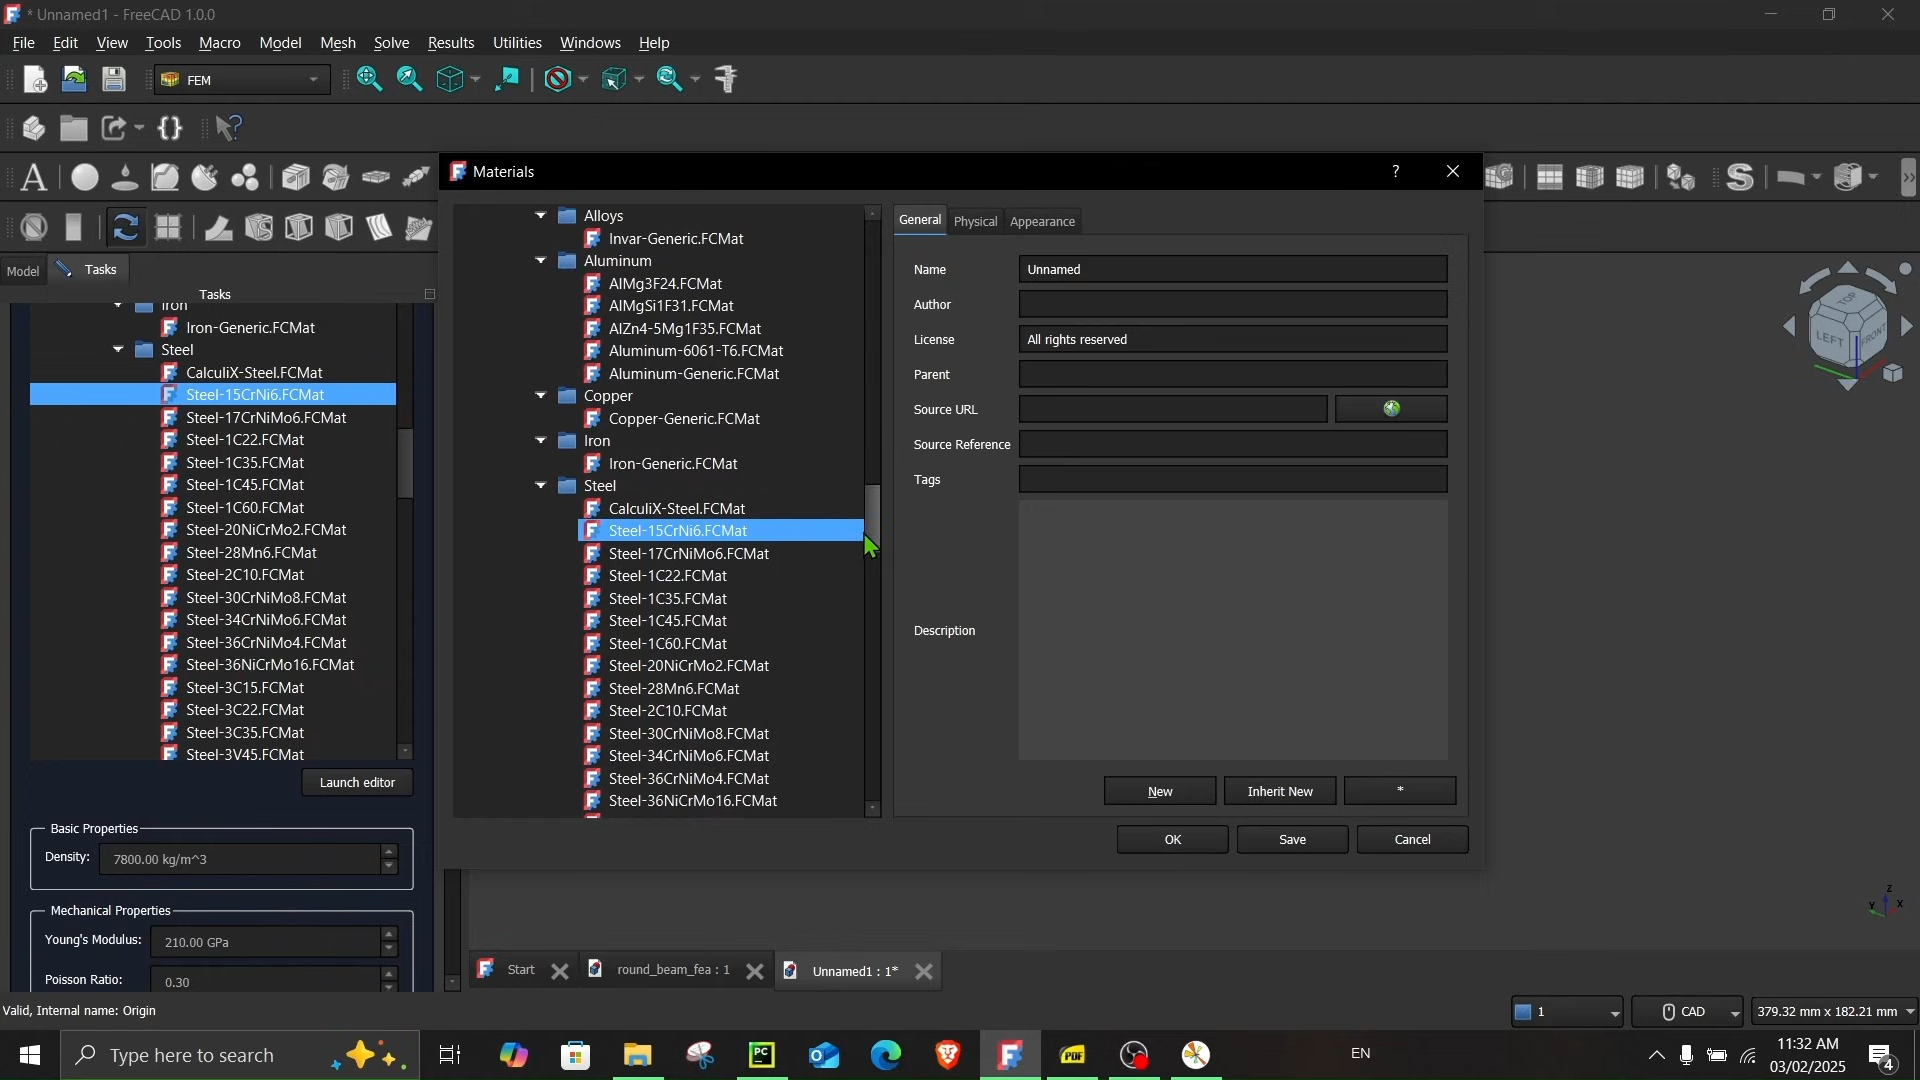 * Unnamed1 - FreeCAD 1.0.0
File Edit View Tools Macro Model Mesh Solve Results Utilities Windows Help
FEM
Materials
Model
Tasks
Tasks
Iron
Iron-Generic.FCMat
Steel
CalculiX-Steel.FCMat
Steel-15CrNi6.FCMat
Steel-17CrNiMo6.FCMat
Steel-1C22.FCMat
Steel-1C35.FCMat
Steel-1C45.FCMat
Steel-1C60.FCMat
Steel-20NiCrMo2.FCMat
Steel-28Mn6.FCMat
Steel-2C10.FCMat
Steel-30CrNiMo8.FCMat
Steel-34CrNiMo6.FCMat
Steel-36CrNiMo4.FCMat
Steel-36NiCrMo16.FCMat
Steel-3C15.FCMat
Steel-3C22.FCMat
Steel-3C35.FCMat
Steel-3V45.FCMat
Launch editor
Basic Properties
Density: 7800.00 kg/m^3
Mechanical Properties
Young's Modulus: 210.00 GPa
Poisson Ratio: 0.30
Alloys
Invar-Generic.FCMat
Aluminum
AlMg3F24.FCMat
AlMgSi1F31.FCMat
AlZn4-5Mg1F35.FCMat
Aluminum-6061-T6.FCMat
Aluminum-Generic.FCMat
Copper
Copper-Generic.FCMat
Iron
Iron-Generic.FCMat
Steel
CalculiX-Steel.FCMat
Steel-15CrNi6.FCMat
Steel-17CrNiMo6.FCMat
Steel-1C22.FCMat
Steel-1C35.FCMat
Steel-1C45.FCMat
Steel-1C60.FCMat
Steel-20NiCrMo2.FCMat
Steel-28Mn6.FCMat
Steel-2C10.FCMat
Steel-30CrNiMo8.FCMat
Steel-34CrNiMo6.FCMat
Steel-36CrNiMo4.FCMat
Steel-36NiCrMo16.FCMat
General Physical Appearance
Name Unnamed
Author
License All rights reserved
Parent
Source URL
Source Reference
Tags
Description
New Inherit New *
OK Save Cancel
TOP
LEFT FRONT
Z
Y X
Start round_beam_fea : 1 Unnamed1 : 1*
Valid, Internal name: Origin
1 CAD 379.32 mm x 182.21 mm
Type here to search
PC
PDF
EN
11:32 AM
03/02/2025
4